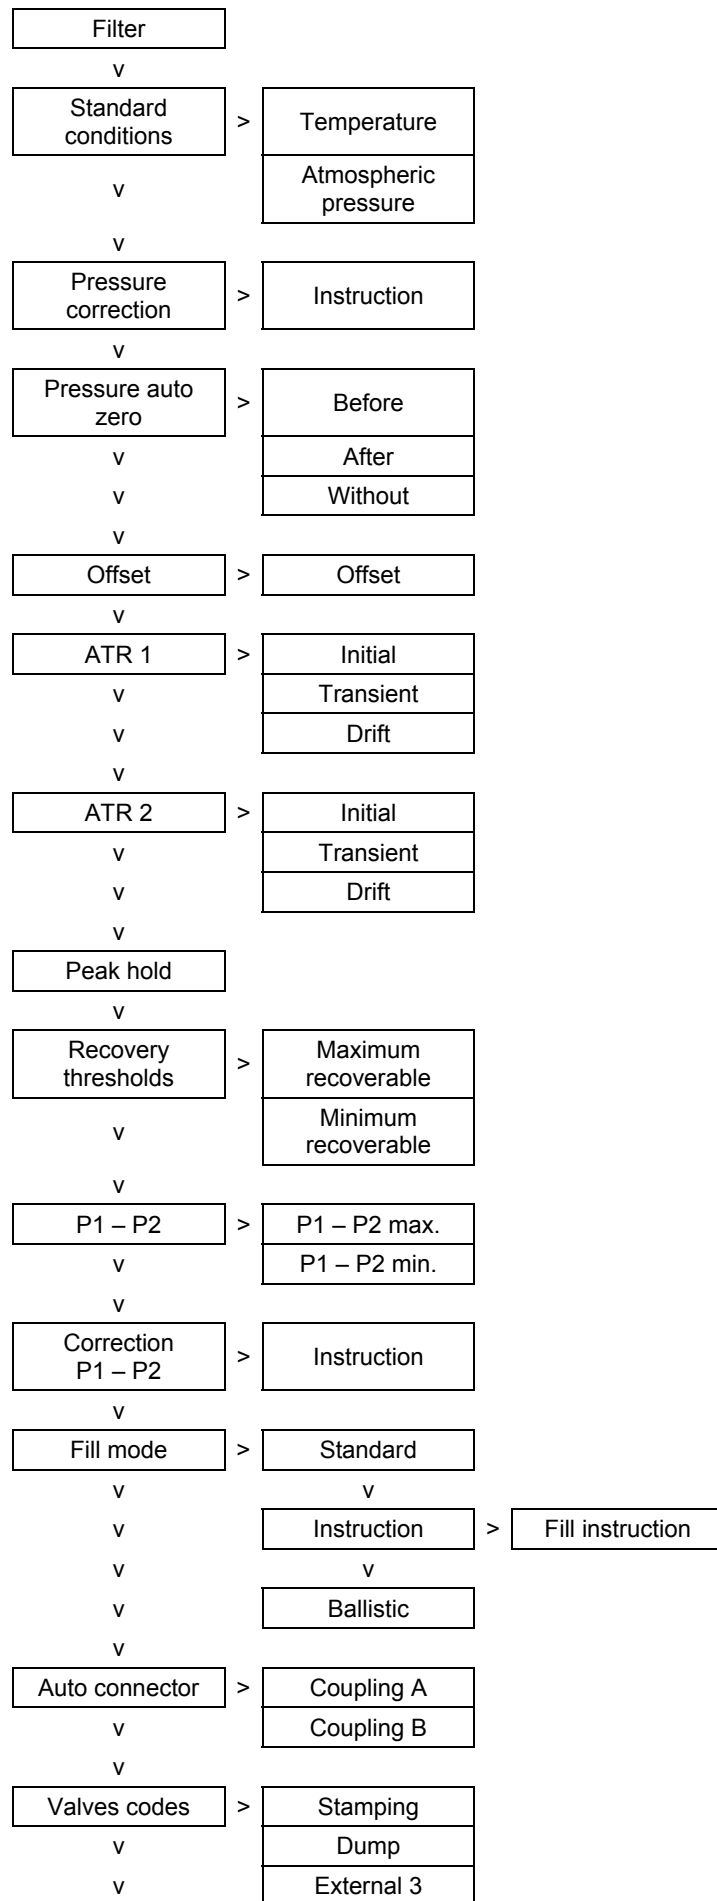 Filter
v
Standard
conditions
>
Temperature
v
Atmospheric
pressure
v
Pressure
correction
>
Instruction
v
Pressure auto
zero
>
Before
v
After
v
Without
v
Offset > Offset
v
ATR 1 > Initial
v
Transient
v
Drift
v
ATR 2 > Initial
v
Transient
v
Drift
v
Peak hold
v
Recovery
thresholds
>
Maximum
recoverable
v
Minimum
recoverable
v
P1 – P2 > P1 – P2 max.
v
P1 – P2 min.
v
Correction
P1 – P2
>
Instruction
v
Fill mode > Standard
v v
v Instruction > Fill instruction
v v
v Ballistic
v
Auto connector > Coupling A
v Coupling B
v
Valves codes > Stamping
v Dump
v External 3